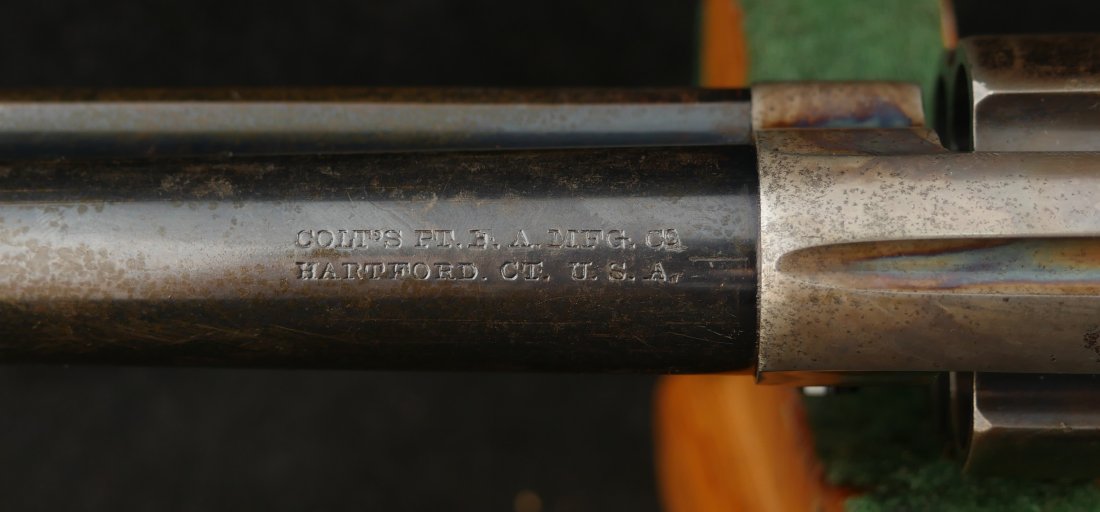 COLT'S PT. F. A. MFG. Co.
HARTFORD. CT. U. S. A.